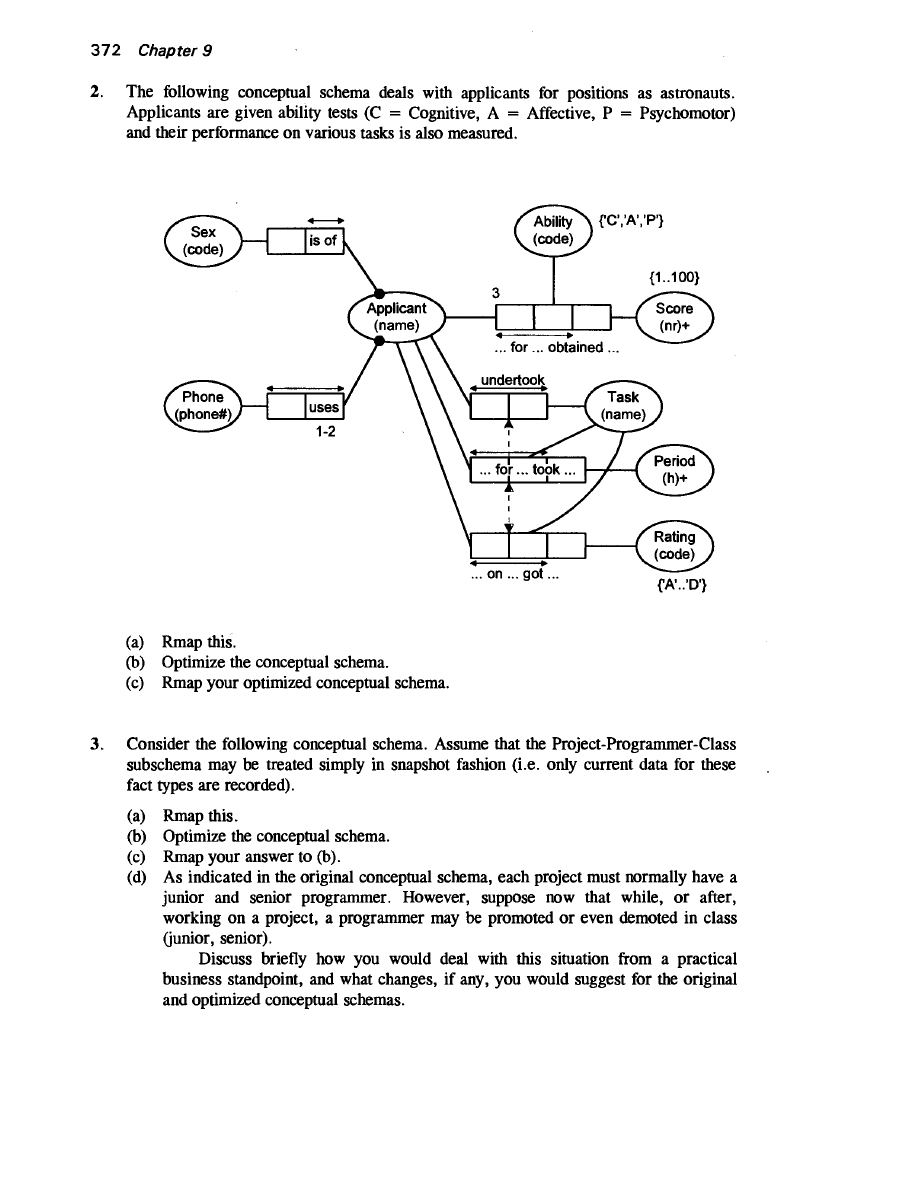 372 Chapter 9
2. The following conceptual schema deals with applicants for positions as astronauts.
Applicants are given ability tests (C = Cognitive, A = Affective, P = Psychomotor)
and their performance on various tasks is also measured.
Sex
(code)
is of
Ability
(code)
{'C','A','P'}
{1..100}
3
Applicant
(name)
Score
(nr)+
... for ... obtained ...
undertook
Phone
(phone#)
uses
1-2
Task
(name)
... for ... took ...
Period
(h)+
Rating
(code)
... on ... got ...
{'A'..'D'}
(a) Rmap this.
(b) Optimize the conceptual schema.
(c) Rmap your optimized conceptual schema.
3. Consider the following conceptual schema. Assume that the Project-Programmer-Class
subschema may be treated simply in snapshot fashion (i.e. only current data for these
fact types are recorded).
(a) Rmap this.
(b) Optimize the conceptual schema.
(c) Rmap your answer to (b).
(d) As indicated in the original conceptual schema, each project must normally have a
junior and senior programmer. However, suppose now that while, or after,
working on a project, a programmer may be promoted or even demoted in class
(junior, senior).
Discuss briefly how you would deal with this situation from a practical
business standpoint, and what changes, if any, you would suggest for the original
and optimized conceptual schemas.